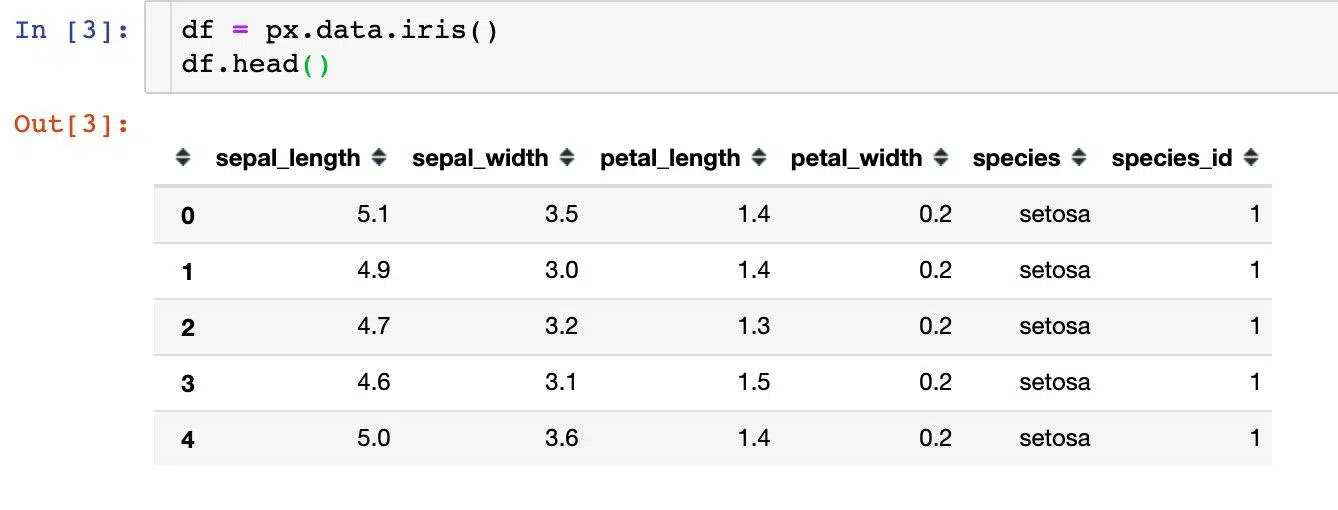 In [3]: df = px.data.iris()
df.head()
Out[3]:
sepal_length sepal_width petal_length petal_width species species_id
0 5.1 3.5 1.4 0.2 setosa 1
1 4.9 3.0 1.4 0.2 setosa 1
2 4.7 3.2 1.3 0.2 setosa 1
3 4.6 3.1 1.5 0.2 setosa 1
4 5.0 3.6 1.4 0.2 setosa 1